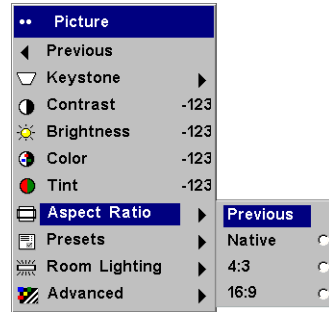 Picture
Previous
Keystone
Contrast -123
Brightness -123
Color -123
Tint -123
Aspect Ratio
Presets
Room Lighting
Advanced
Previous
Native
4:3
16:9